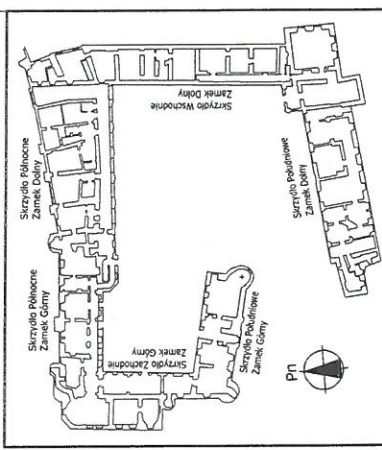 Skrzydło Północne
Zamek Dolny
Skrzydło Północne
Zamek Górny
Skrzydło Wschodnie
Zamek Dolny
Skrzydło Zachodnie
Zamek Górny
Skrzydło Południowe
Zamek Górny
Skrzydło Południowe
Zamek Dolny
Pn